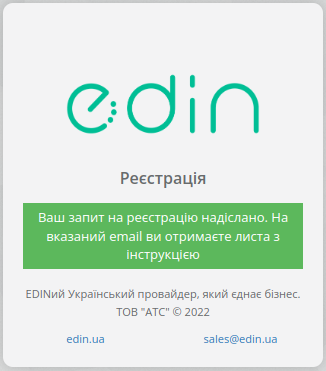 edin
Реєстрація
Ваш запит на реєстрацію надіслано. На
вказаний email ви отримаєте листа з
інструкцією
EDINий Український провайдер, який єднає бізнес.
ТОВ "АТС" © 2022
edin.ua sales@edin.ua